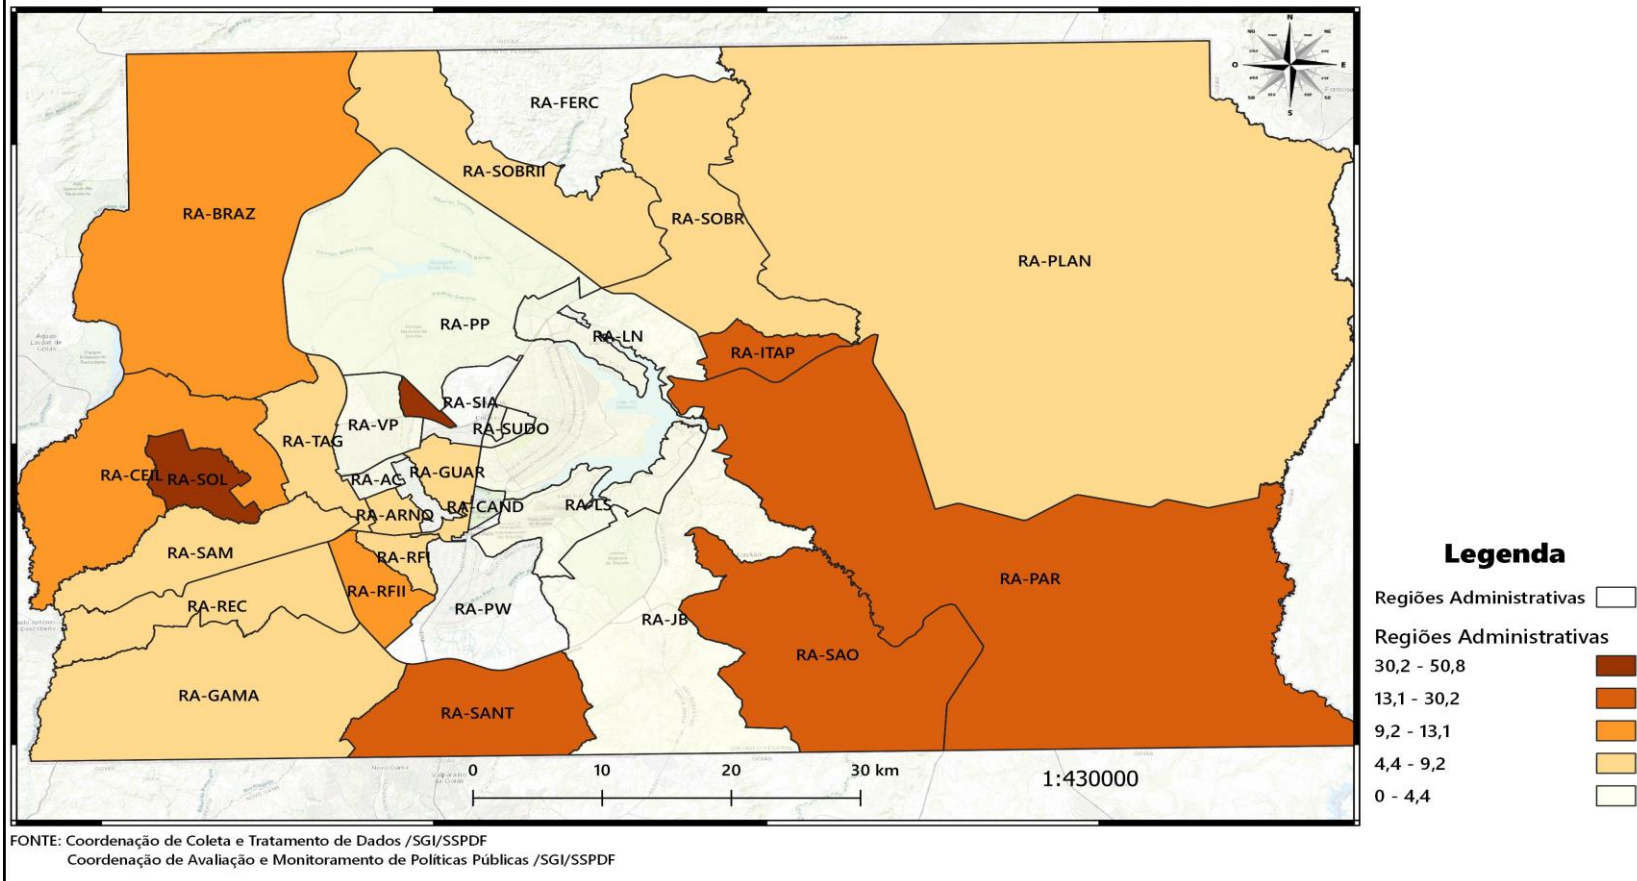 N
NO
NE
O
E
SO
SE
S
RA-FERC
RA-SOBRII
RA-BRAZ
RA-SOBR
RA-PLAN
RA-PP
RA-LN
RA-ITAP
RA-SIA
RA-VP
RA-SUDO
RA-TAG
RA-CEIL
RA-SOL
RA-AC
RA-GUAR
RA-CAND
RA-LS
RA-ARNQ
RA-SAM
RA-RFI
RA-RFII
RA-PAR
RA-REC
RA-PW
RA-JB
RA-SAO
RA-GAMA
RA-SANT
0 10 20 30 km
1:430000
Legenda
Regiões Administrativas
Regiões Administrativas
30,2 - 50,8
13,1 - 30,2
9,2 - 13,1
4,4 - 9,2
0 - 4,4
FONTE: Coordenação de Coleta e Tratamento de Dados /SGI/SSPDF
Coordenação de Avaliação e Monitoramento de Políticas Públicas /SGI/SSPDF